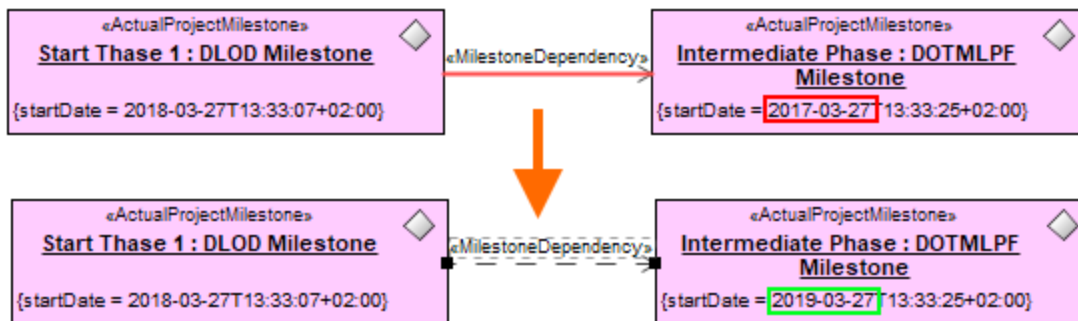 «ActualProjectMilestone»
Start Thase 1 : DLOD Milestone
{startDate = 2018-03-27T13:33:07+02:00}
«MilestoneDependency»
«ActualProjectMilestone»
Intermediate Phase : DOTMLPF
Milestone
{startDate = 2017-03-27T13:33:25+02:00}
«ActualProjectMilestone»
Start Thase 1 : DLOD Milestone
{startDate = 2018-03-27T13:33:07+02:00}
«MilestoneDependency»
«ActualProjectMilestone»
Intermediate Phase : DOTMLPF
Milestone
{startDate = 2019-03-27T13:33:25+02:00}